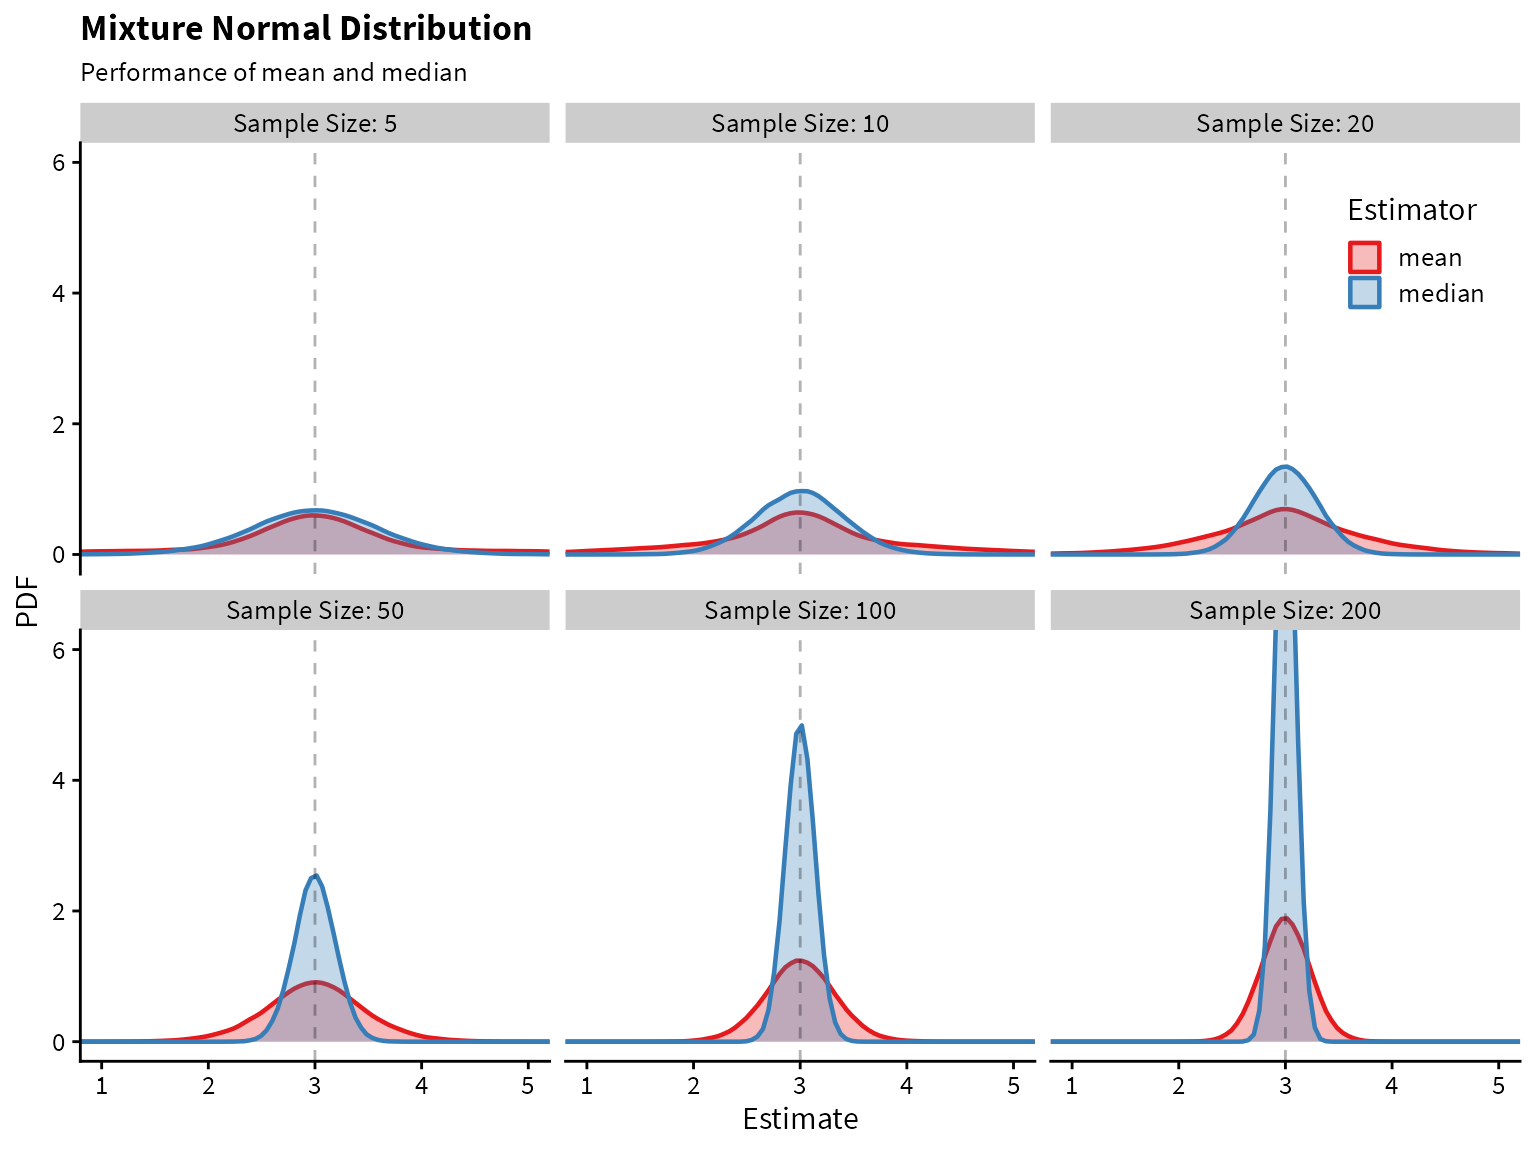 Mixture Normal Distribution
Performance of mean and median
Sample Size: 5
Sample Size: 10
Sample Size: 20
6
4
2
0
Estimator
mean
median
PDF
Sample Size: 50
Sample Size: 100
Sample Size: 200
6
4
2
0
1 2 3 4 5
1 2 3 4 5
1 2 3 4 5
Estimate